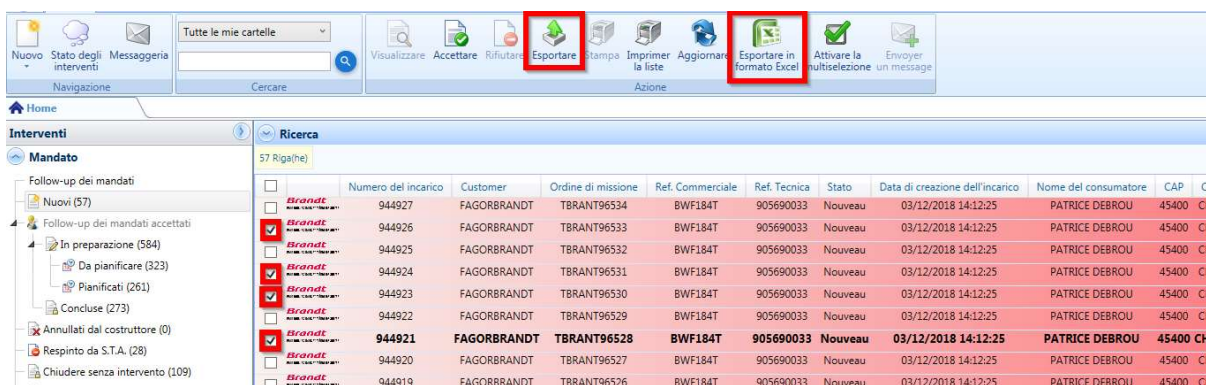 Tutte le mie cartelle
Nuovo Stato degli interventi Messaggeria
Visualizzare Accettare Rifiutare Esportare Stampa Imprimer la liste Aggiornare Esportare in formato Excel Attivare la multiselezione Envoyer un message
Navigazione Cercare Azione
Home
Interventi Ricerca
Mandato 57 Riga(he)
Follow-up dei mandati
Nuovi (57)
Follow-up dei mandati accettati
In preparazione (584)
Da pianificare (323)
Pianificati (261)
Concluse (273)
Annullati dal costruttore (0)
Respinto da S.T.A. (28)
Chiudere senza intervento (109)
Numero del incarico Customer Ordine di missione Ref. Commerciale Ref. Tecnica Stato Data di creazione dell'incarico Nome del consumatore CAP C
Brandt 944927 FAGORBRANDT TBRANT96534 BWF184T 905690033 Nouveau 03/12/2018 14:12:25 PATRICE DEBROU 45400 C
Brandt 944926 FAGORBRANDT TBRANT96533 BWF184T 905690033 Nouveau 03/12/2018 14:12:25 PATRICE DEBROU 45400 C
Brandt 944925 FAGORBRANDT TBRANT96532 BWF184T 905690033 Nouveau 03/12/2018 14:12:25 PATRICE DEBROU 45400 C
Brandt 944924 FAGORBRANDT TBRANT96531 BWF184T 905690033 Nouveau 03/12/2018 14:12:25 PATRICE DEBROU 45400 C
Brandt 944923 FAGORBRANDT TBRANT96530 BWF184T 905690033 Nouveau 03/12/2018 14:12:25 PATRICE DEBROU 45400 C
Brandt 944922 FAGORBRANDT TBRANT96529 BWF184T 905690033 Nouveau 03/12/2018 14:12:25 PATRICE DEBROU 45400 C
Brandt 944921 FAGORBRANDT TBRANT96528 BWF184T 905690033 Nouveau 03/12/2018 14:12:25 PATRICE DEBROU 45400 CH
Brandt 944920 FAGORBRANDT TBRANT96527 BWF184T 905690033 Nouveau 03/12/2018 14:12:25 PATRICE DEBROU 45400 C
Brandt 944919 FAGORBRANDT TBRANT96526 BWF184T 905690033 Nouveau 03/12/2018 14:12:25 PATRICE DEBROU 45400 C